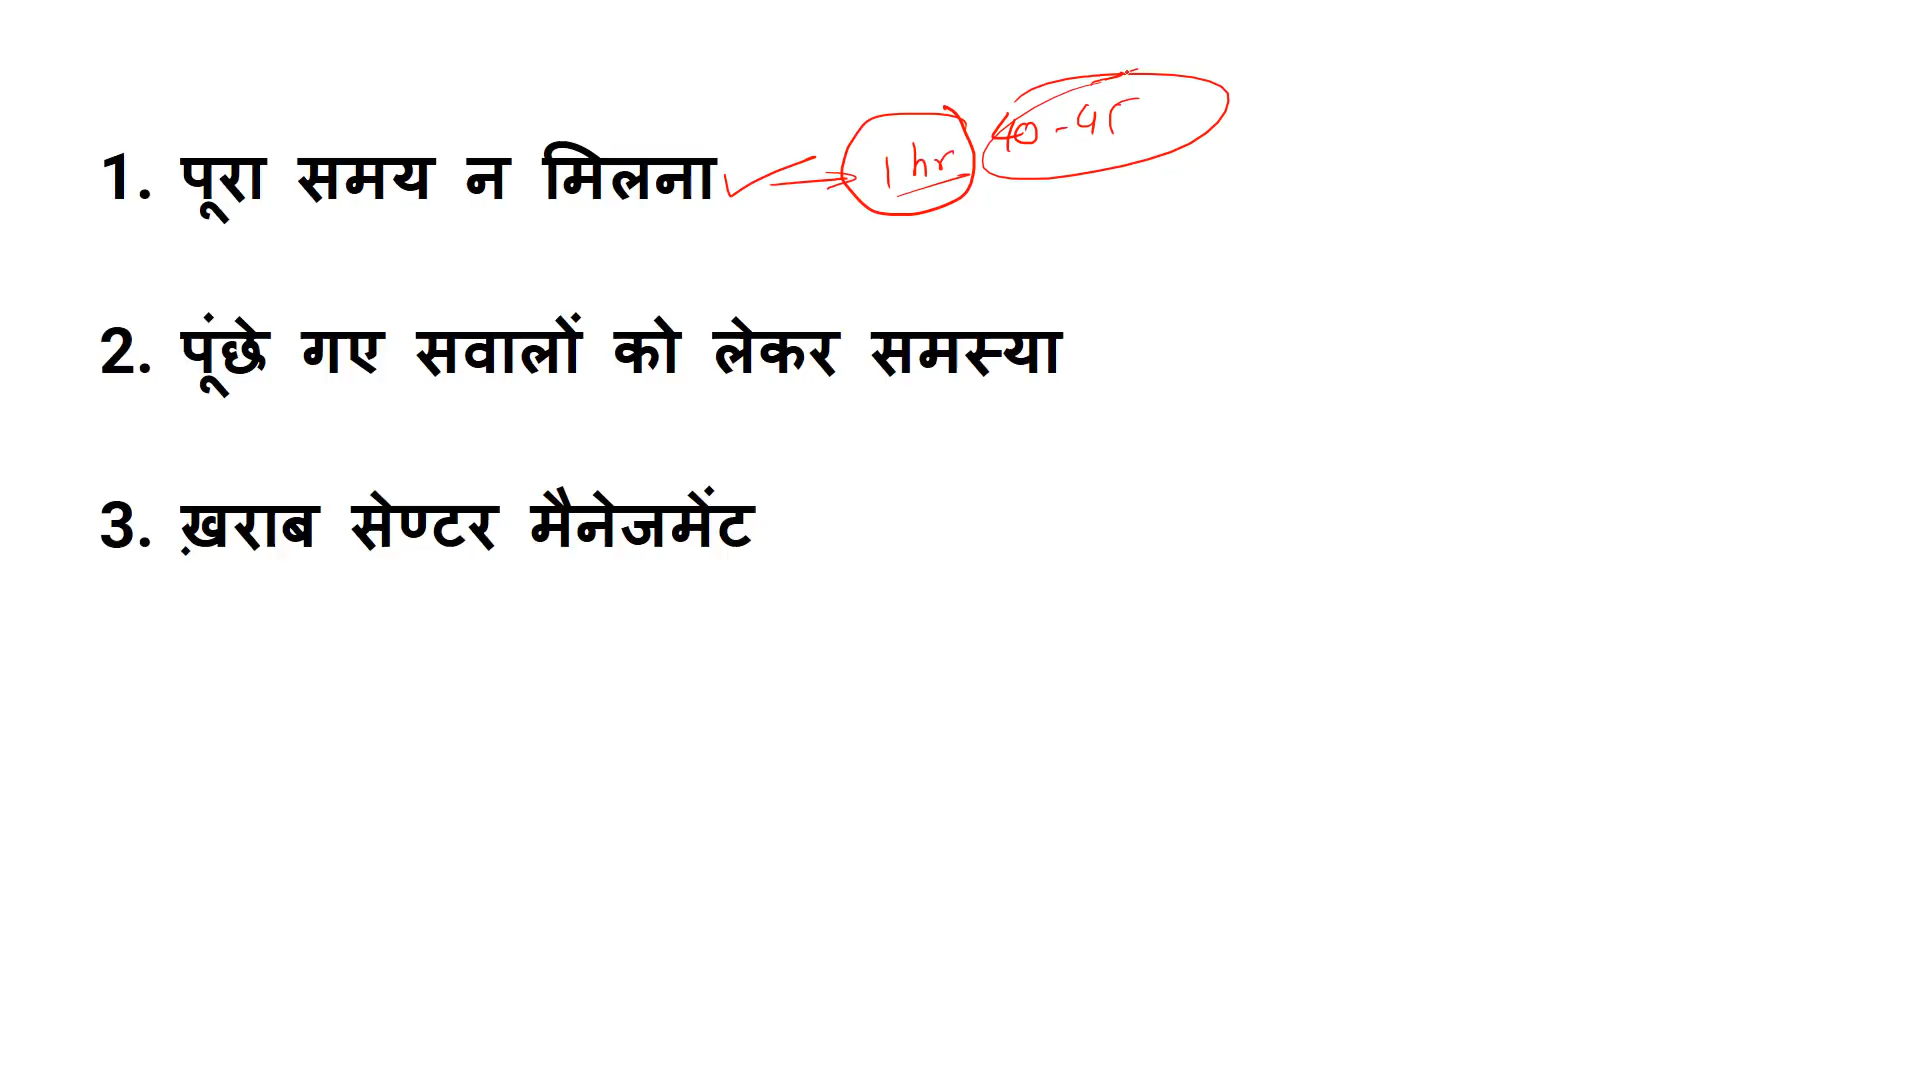 1. पूरा समय न मिलना 1 hr 40-45
2. पूंछे गए सवालों को लेकर समस्या
3. ख़राब सेण्टर मैनेजमेंट